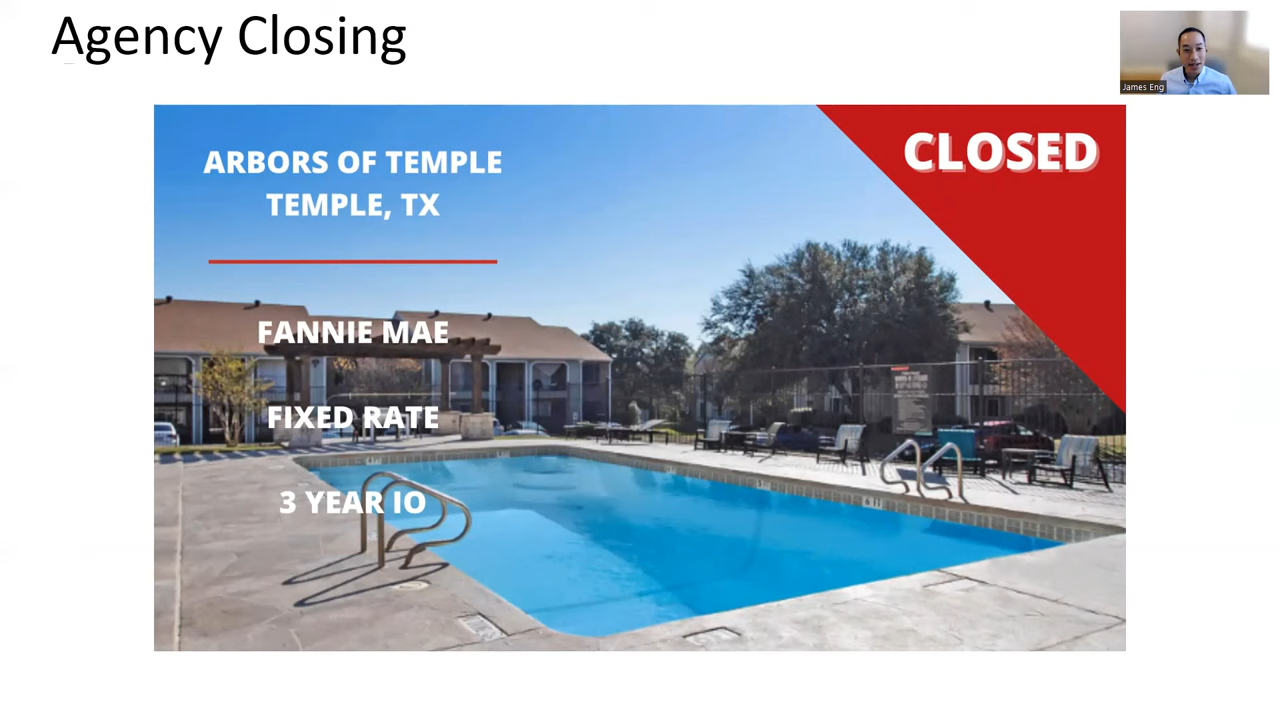 Agency Closing
James Eng
CLOSED
ARBORS OF TEMPLE
TEMPLE, TX
FANNIE MAE
FIXED RATE
3 YEAR IO